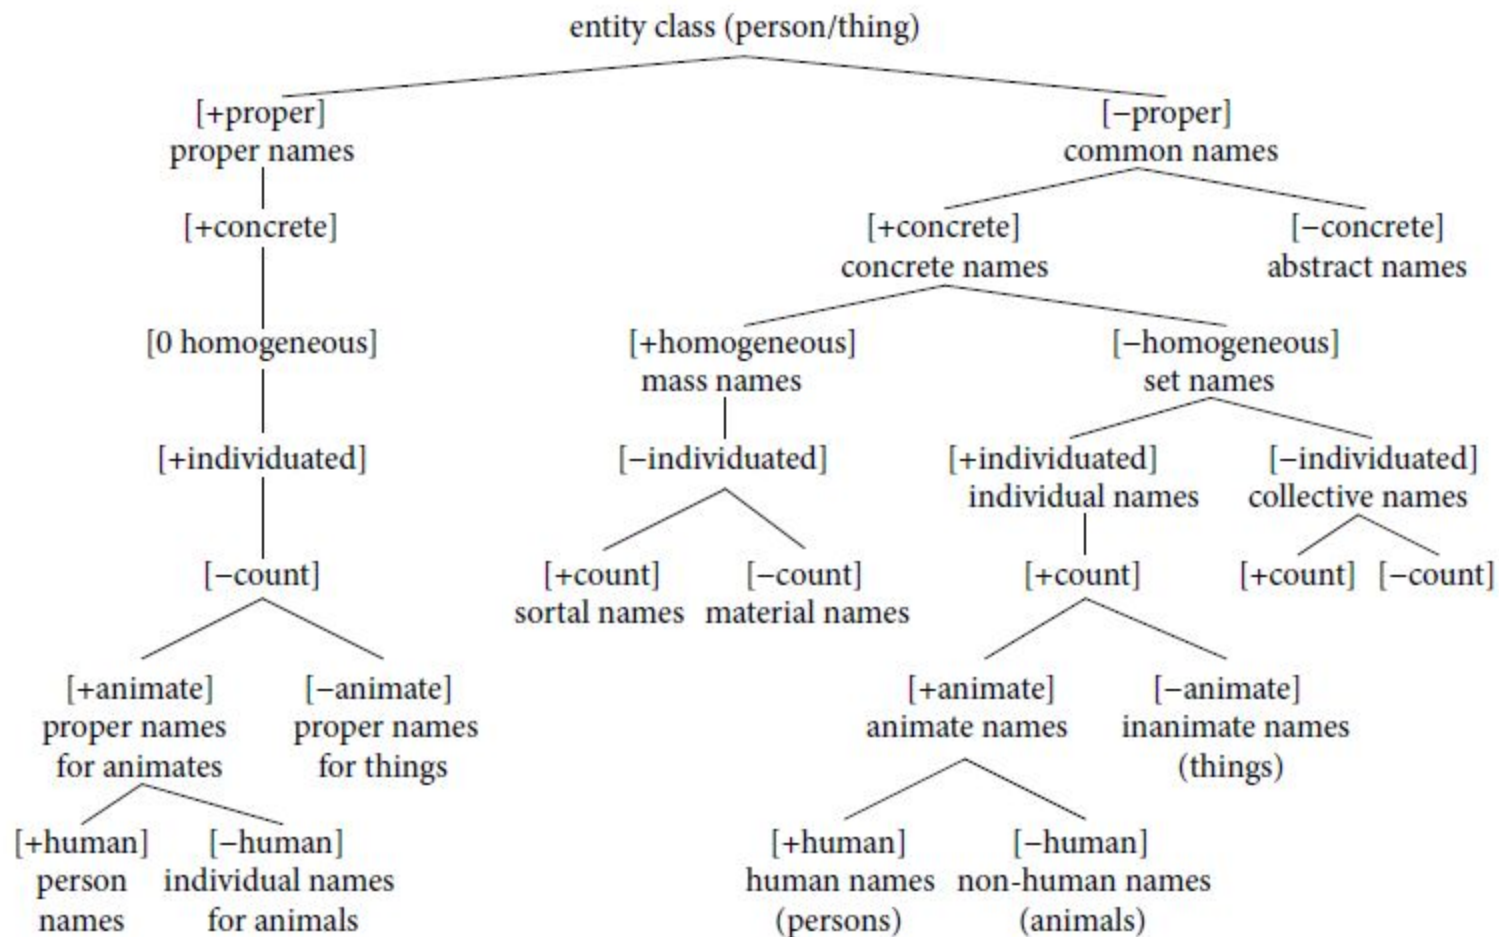 entity class (person/thing)
[+proper] [−proper]
proper names common names
[+concrete] [+concrete] [−concrete]
concrete names abstract names
[0 homogeneous] [+homogeneous] [−homogeneous]
mass names set names
[+individuated] [−individuated] [+individuated] [−individuated]
individual names collective names
[−count] [+count] [−count] [+count] [+count] [−count]
sortal names material names
[+animate] [−animate] [+animate] [−animate]
proper names proper names animate names inanimate names
for animates for things (things)
[+human] [−human] [+human] [−human]
person individual names human names non-human names
names for animals (persons) (animals)